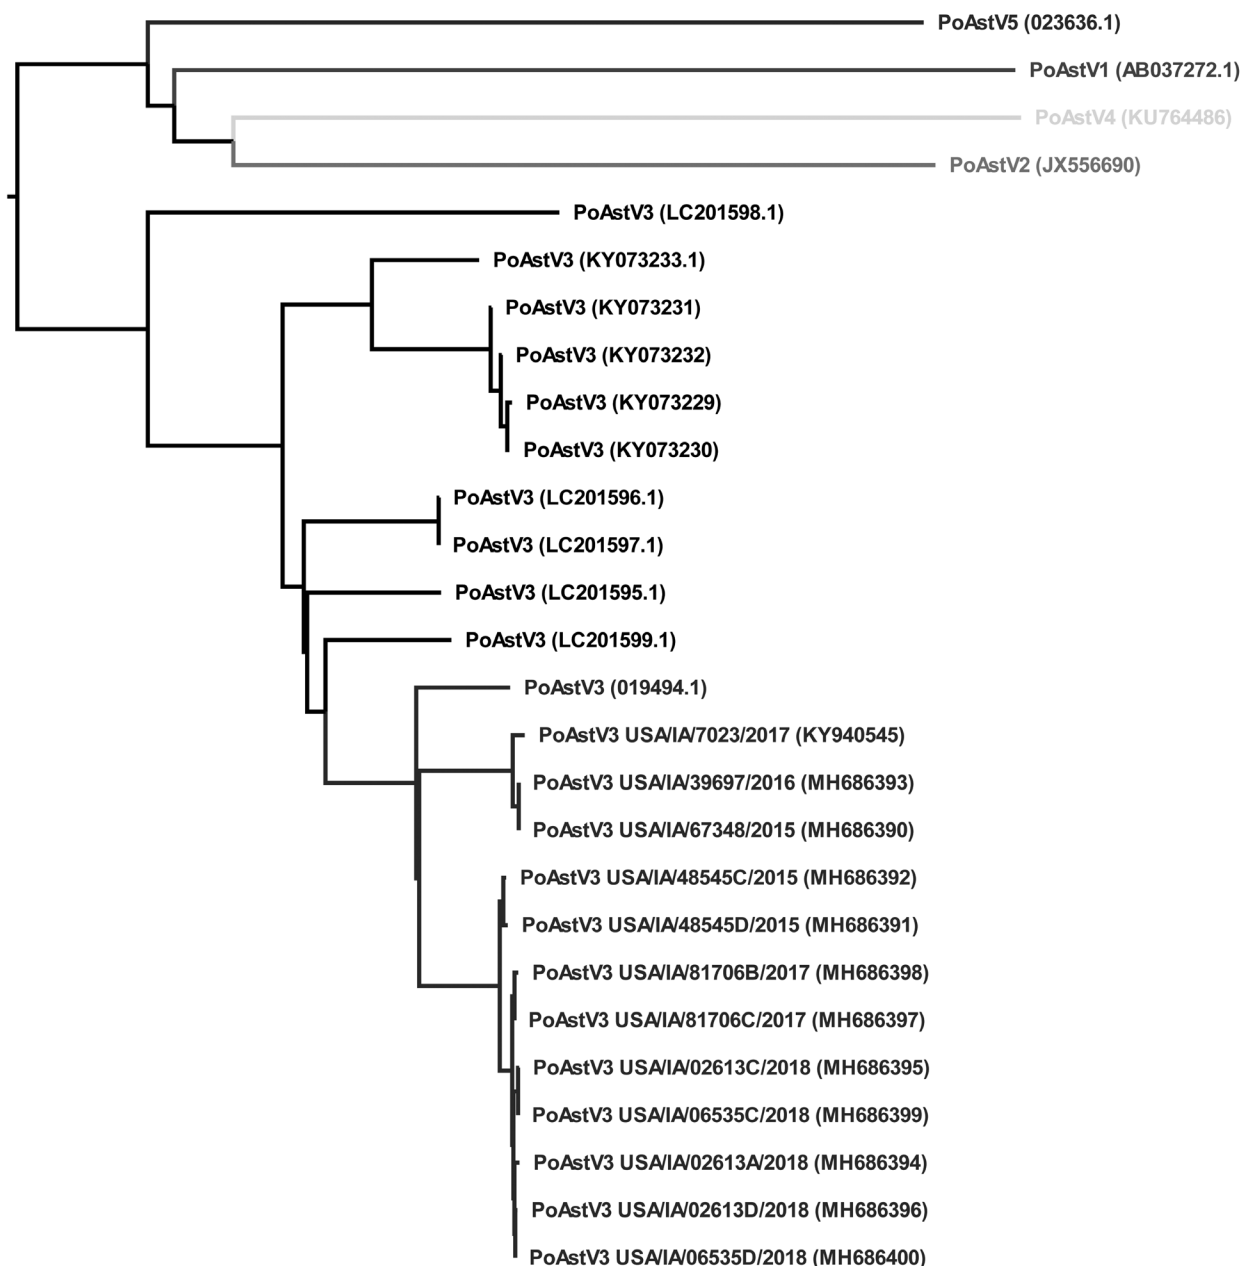 PoAstV5 (023636.1)
PoAstV1 (AB037272.1)
PoAstV4 (KU764486)
PoAstV2 (JX556690)
PoAstV3 (LC201598.1)
PoAstV3 (KY073233.1)
PoAstV3 (KY073231)
PoAstV3 (KY073232)
PoAstV3 (KY073229)
PoAstV3 (KY073230)
PoAstV3 (LC201596.1)
PoAstV3 (LC201597.1)
PoAstV3 (LC201595.1)
PoAstV3 (LC201599.1)
PoAstV3 (019494.1)
PoAstV3 USA/IA/7023/2017 (KY940545)
PoAstV3 USA/IA/39697/2016 (MH686393)
PoAstV3 USA/IA/67348/2015 (MH686390)
PoAstV3 USA/IA/48545C/2015 (MH686392)
PoAstV3 USA/IA/48545D/2015 (MH686391)
PoAstV3 USA/IA/81706B/2017 (MH686398)
PoAstV3 USA/IA/81706C/2017 (MH686397)
PoAstV3 USA/IA/02613C/2018 (MH686395)
PoAstV3 USA/IA/06535C/2018 (MH686399)
PoAstV3 USA/IA/02613A/2018 (MH686394)
PoAstV3 USA/IA/02613D/2018 (MH686396)
PoAstV3 USA/IA/06535D/2018 (MH686400)